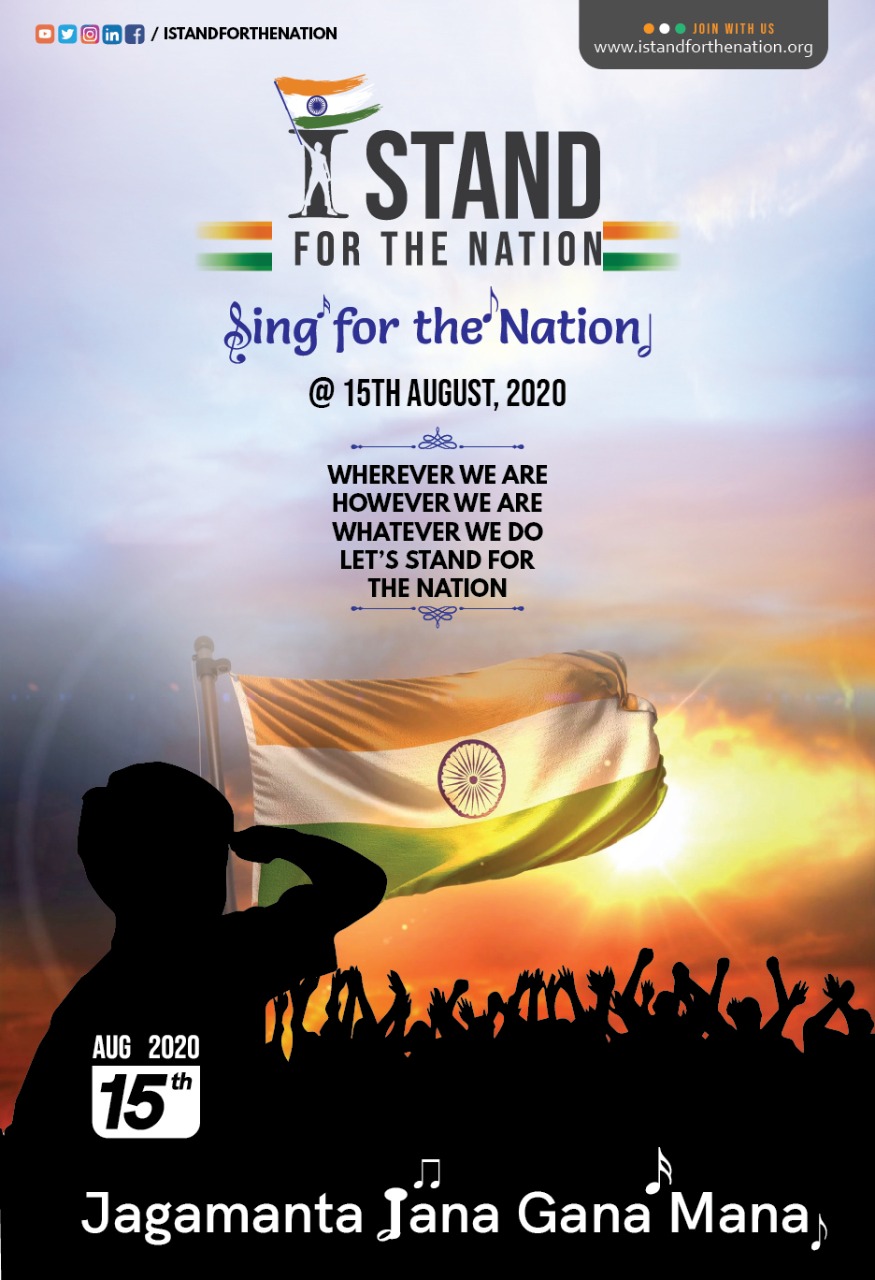 / ISTANDFORTHENATION
JOIN WITH US
www.istandforthenation.org
I STAND
FOR THE NATION
Sing for the Nation
@ 15TH AUGUST, 2020
WHEREVER WE ARE
HOWEVER WE ARE
WHATEVER WE DO
LET'S STAND FOR
THE NATION
AUG 2020
15th
Jagamanta Jana Gana Mana